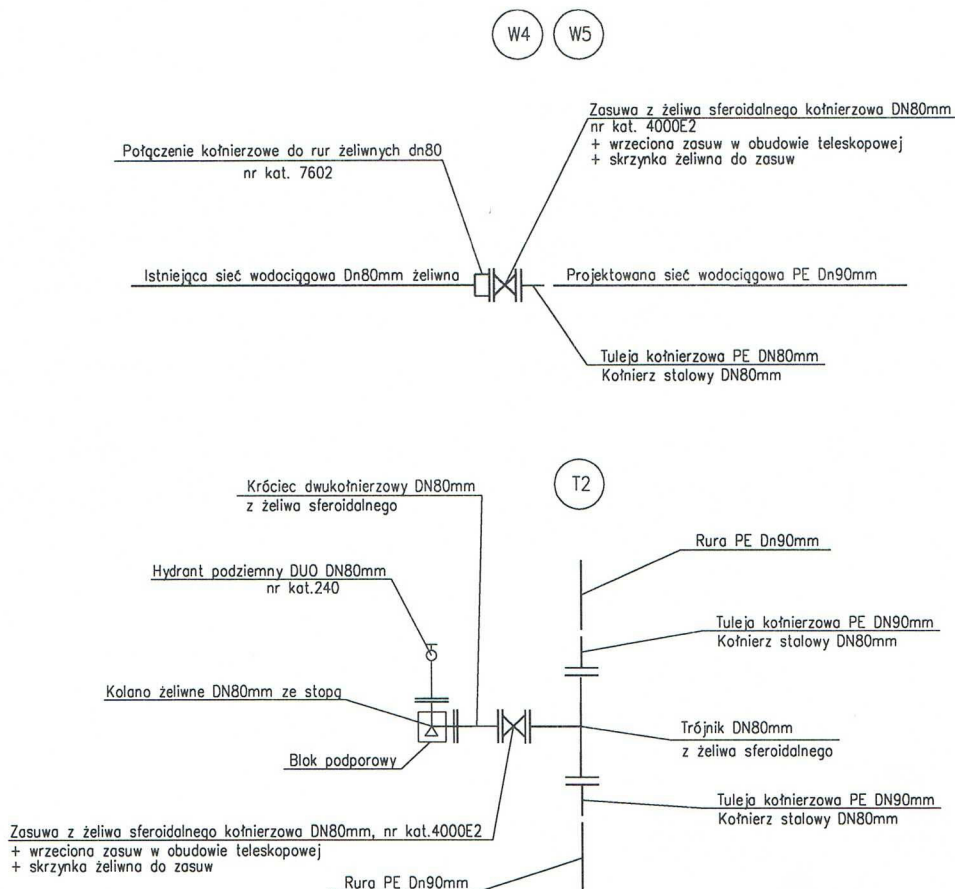 W4 W5
Zasuwa z żeliwa sferoidalnego kołnierzowa DN80mm
nr kat. 4000E2
+ wrzeciona zasuw w obudowie teleskopowej
+ skrzynka żeliwna do zasuw
Połączenie kołnierzowe do rur żeliwnych dn80
nr kat. 7602
Istniejąca sieć wodociągowa Dn80mm żeliwna
Projektowana sieć wodociągowa PE Dn90mm
Tuleja kołnierzowa PE DN80mm
Kołnierz stalowy DN80mm
T2
Króciec dwukołnierzowy DN80mm
z żeliwa sferoidalnego
Rura PE Dn90mm
Hydrant podziemny DUO DN80mm
nr kat.240
Tuleja kołnierzowa PE DN90mm
Kołnierz stalowy DN80mm
Kolano żeliwne DN80mm ze stopą
Trójnik DN80mm
z żeliwa sferoidalnego
Blok podporowy
Tuleja kołnierzowa PE DN90mm
Kołnierz stalowy DN80mm
Zasuwa z żeliwa sferoidalnego kołnierzowa DN80mm, nr kat.4000E2
+ wrzeciona zasuw w obudowie teleskopowej
+ skrzynka żeliwna do zasuw
Rura PE Dn90mm